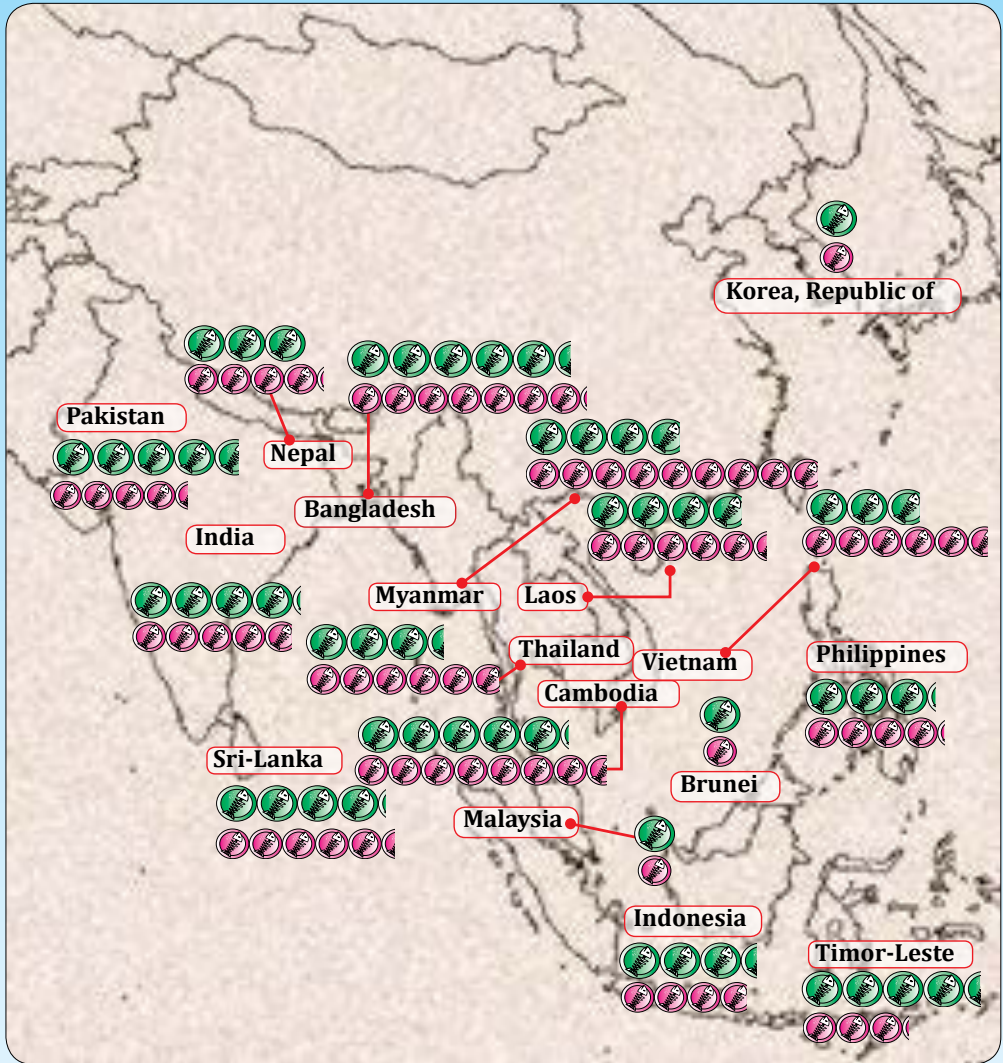 Korea, Republic of
Pakistan
Nepal
Bangladesh
India
Myanmar
Laos
Thailand
Vietnam
Philippines
Cambodia
Sri-Lanka
Brunei
Malaysia
Indonesia
Timor-Leste